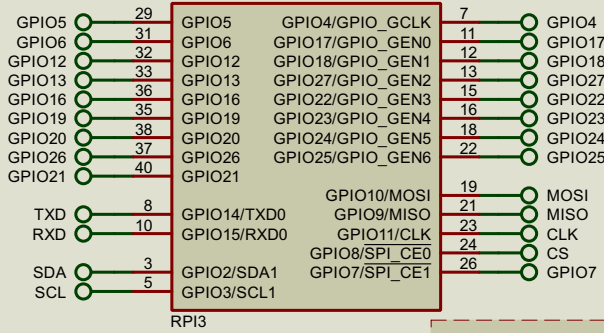 GPIO5 29 GPIO5 GPIO4/GPIO_GCLK 7 GPIO4
GPIO6 31 GPIO6 GPIO17/GPIO_GEN0 11 GPIO17
GPIO12 32 GPIO12 GPIO18/GPIO_GEN1 12 GPIO18
GPIO13 33 GPIO13 GPIO27/GPIO_GEN2 13 GPIO27
GPIO16 36 GPIO16 GPIO22/GPIO_GEN3 15 GPIO22
GPIO19 35 GPIO19 GPIO23/GPIO_GEN4 16 GPIO23
GPIO20 38 GPIO20 GPIO24/GPIO_GEN5 18 GPIO24
GPIO26 37 GPIO26 GPIO25/GPIO_GEN6 22 GPIO25
GPIO21 40 GPIO21
GPIO10/MOSI 19 MOSI
TXD 8 GPIO14/TXD0 GPIO9/MISO 21 MISO
RXD 10 GPIO15/RXD0 GPIO11/CLK 23 CLK
GPIO8/SPI_CE0 24 CS
SDA 3 GPIO2/SDA1 GPIO7/SPI_CE1 26 GPIO7
SCL 5 GPIO3/SCL1
RPI3